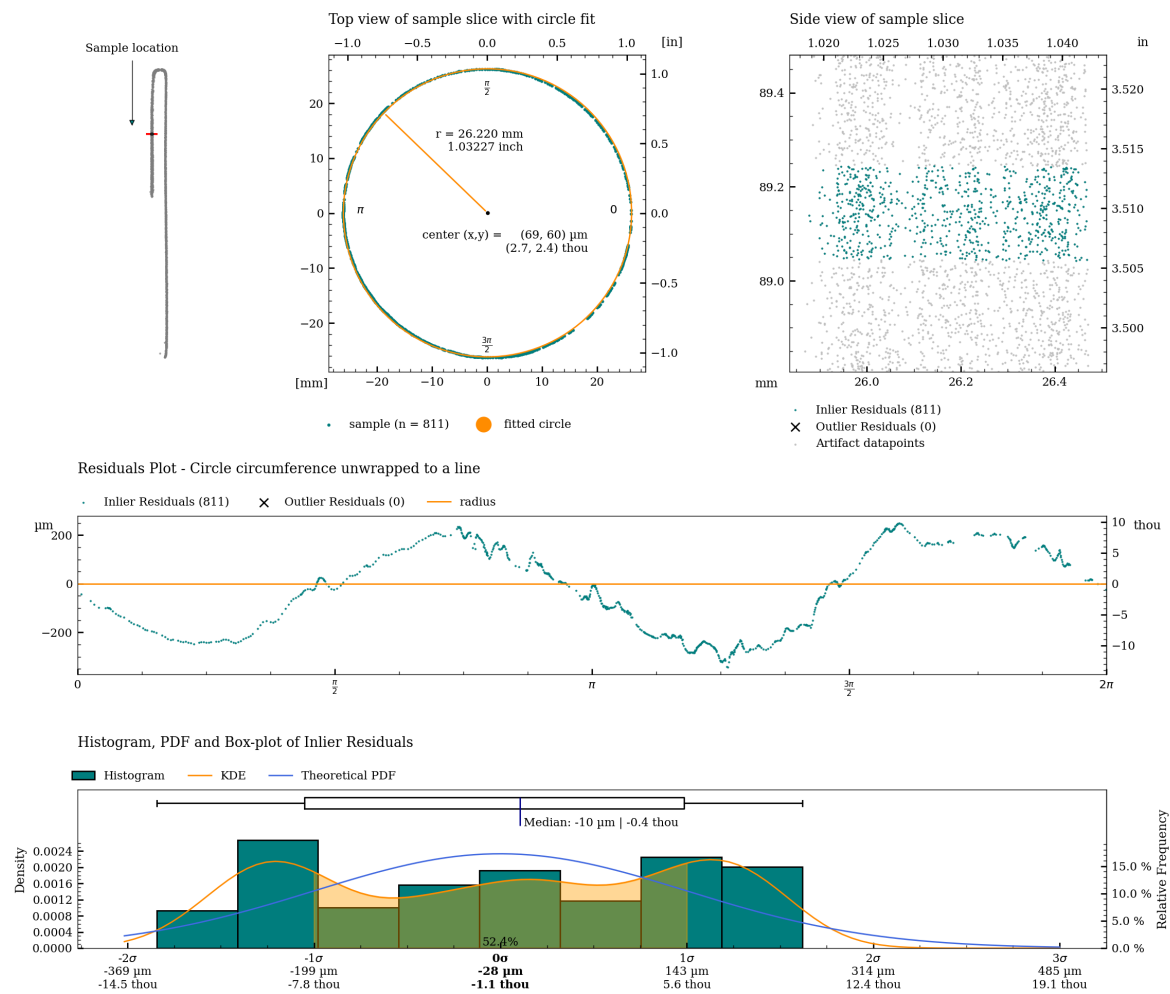 Top view of sample slice with circle fit
Side view of sample slice
Sample location
−1.0 −0.5 0.0 0.5 1.0 [in]
1.020 1.025 1.030 1.035 1.040 in
1.0
0.5
0.0
−0.5
−1.0
20
10
0
−10
−20
[mm] −20 −10 0 10 20
π/2
π
0
3π/2
r = 26.220 mm
1.03227 inch
center (x,y) = (69, 60) µm
(2.7, 2.4) thou
89.4
89.2
89.0
3.520
3.515
3.510
3.505
3.500
mm 26.0 26.2 26.4
sample (n = 811) fitted circle
Inlier Residuals (811)
Outlier Residuals (0)
Artifact datapoints
Residuals Plot - Circle circumference unwrapped to a line
Inlier Residuals (811) Outlier Residuals (0) radius
µm
200
0
−200
10 thou
5
0
−5
−10
0 π/2 π 3π/2 2π
Histogram, PDF and Box-plot of Inlier Residuals
Histogram KDE Theoretical PDF
Median: -10 µm | -0.4 thou
Density
0.0024
0.0018
0.0012
0.0006
0.0000
Relative Frequency
15.0 %
10.0 %
5.0 %
0.0 %
52.4%
-2σ -1σ 0σ 1σ 2σ 3σ
-369 µm -199 µm -28 µm 143 µm 314 µm 485 µm
-14.5 thou -7.8 thou -1.1 thou 5.6 thou 12.4 thou 19.1 thou